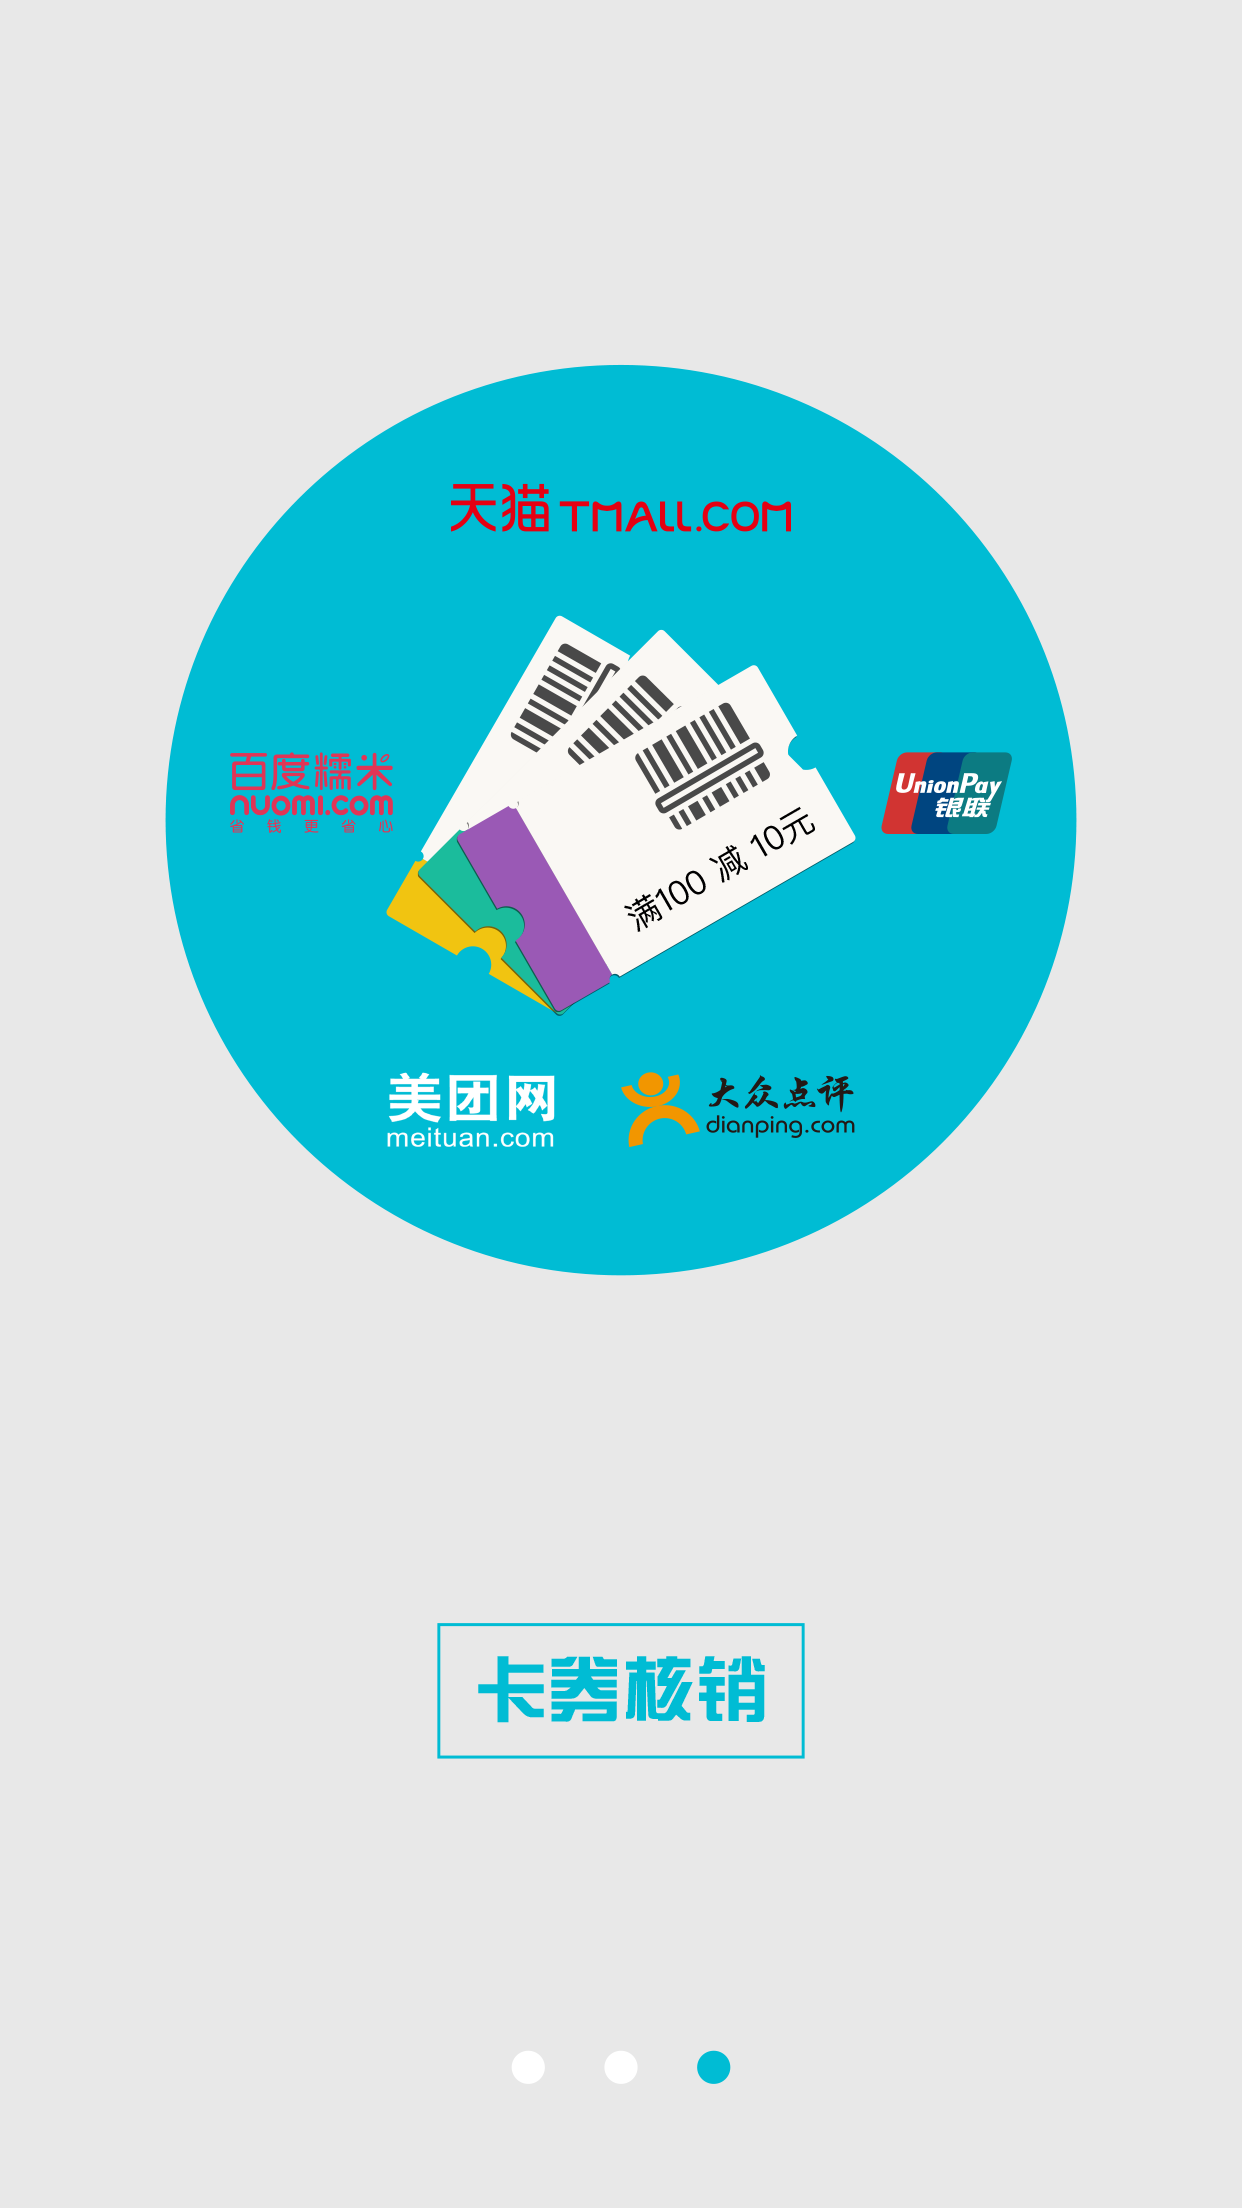 天猫 TMALL.COM
百度糯米
nuomi.com
省钱更省心
UnionPay
银联
满100 减 10元
美团网
meituan.com
大众点评
dianping.com
卡券核销